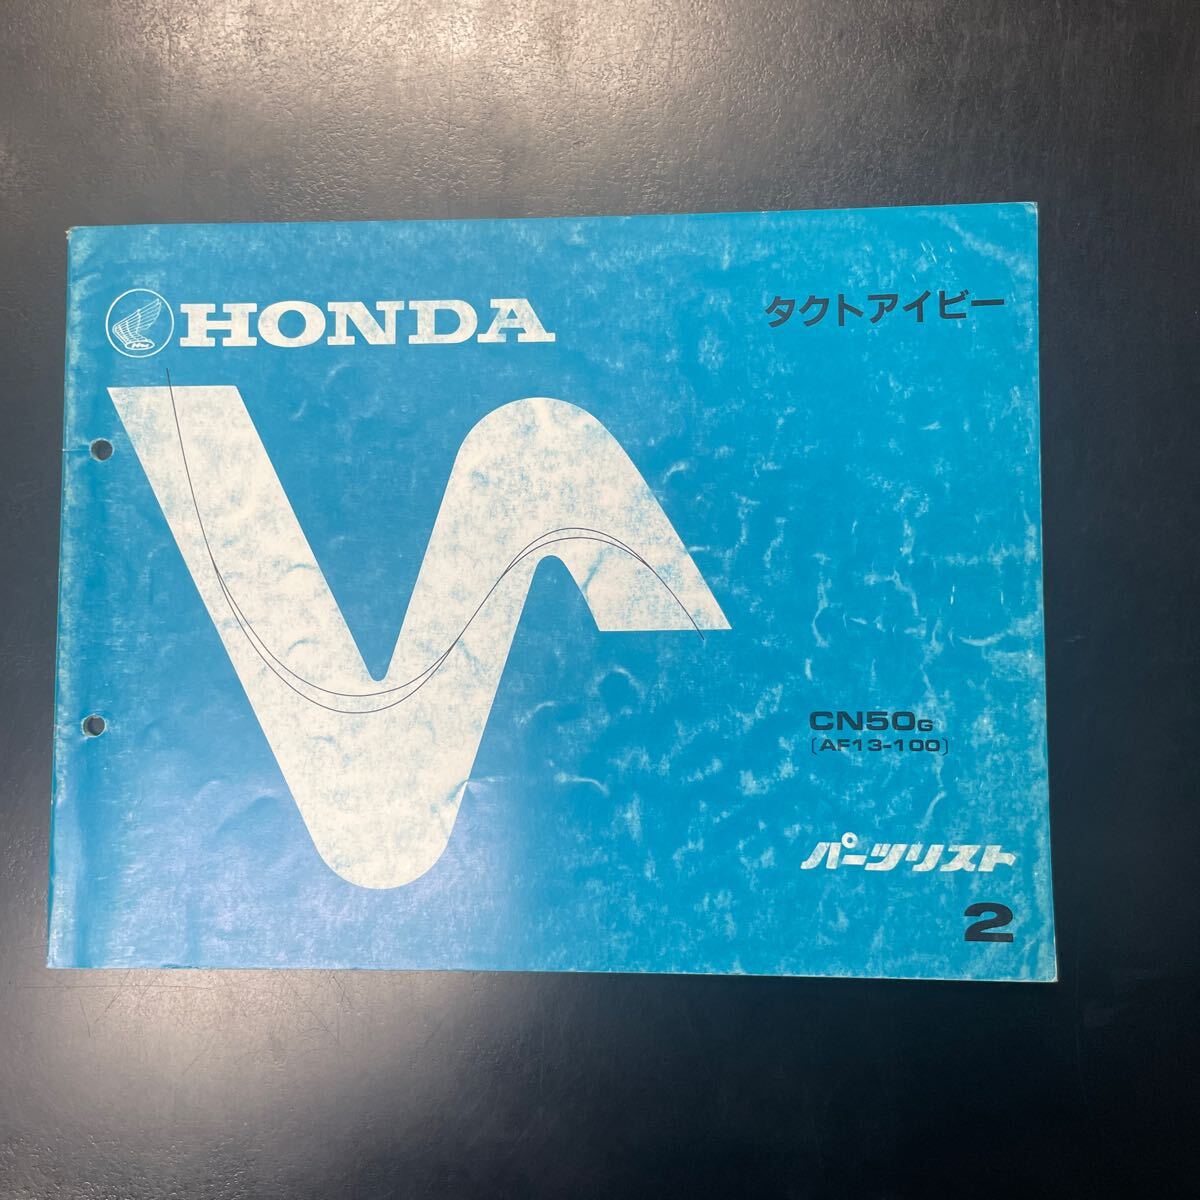 HONDA
タクトアイビー
CN50G
[AF13-100]
パーツリスト
2